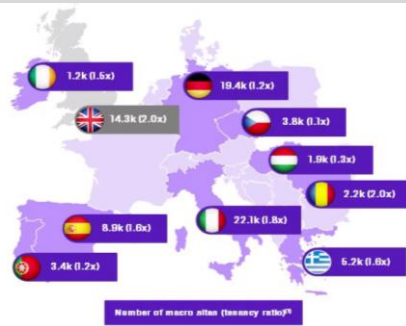 1.2k (1.5x)
19.4k (1.2x)
14.3k (2.0x)
3.8k (1.1x)
1.9k (1.3x)
2.2k (2.0x)
8.9k (1.6x)
22.1k (1.8x)
3.4k (1.2x)
5.2k (1.6x)
Number of macro sites (tenancy ratio)